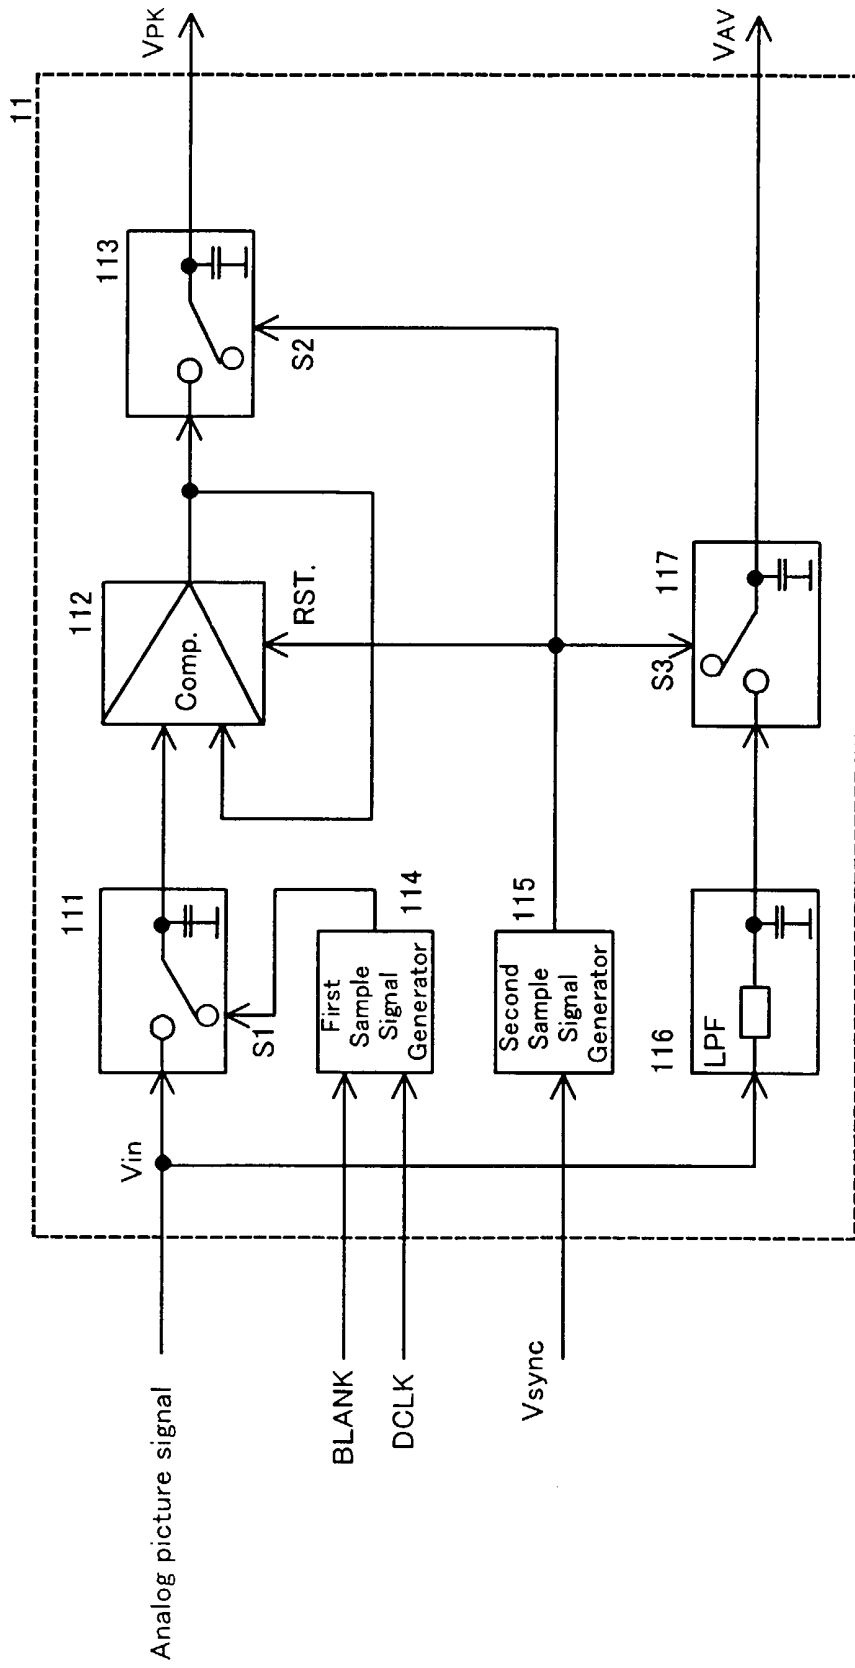 11
Analog picture signal
Vin
111
S1
112
Comp.
RST.
113
S2
VPK
BLANK
DCLK
First
Sample
Signal
Generator
114
Vsync
Second
Sample
Signal
Generator
115
116
LPF
117
S3
VAV